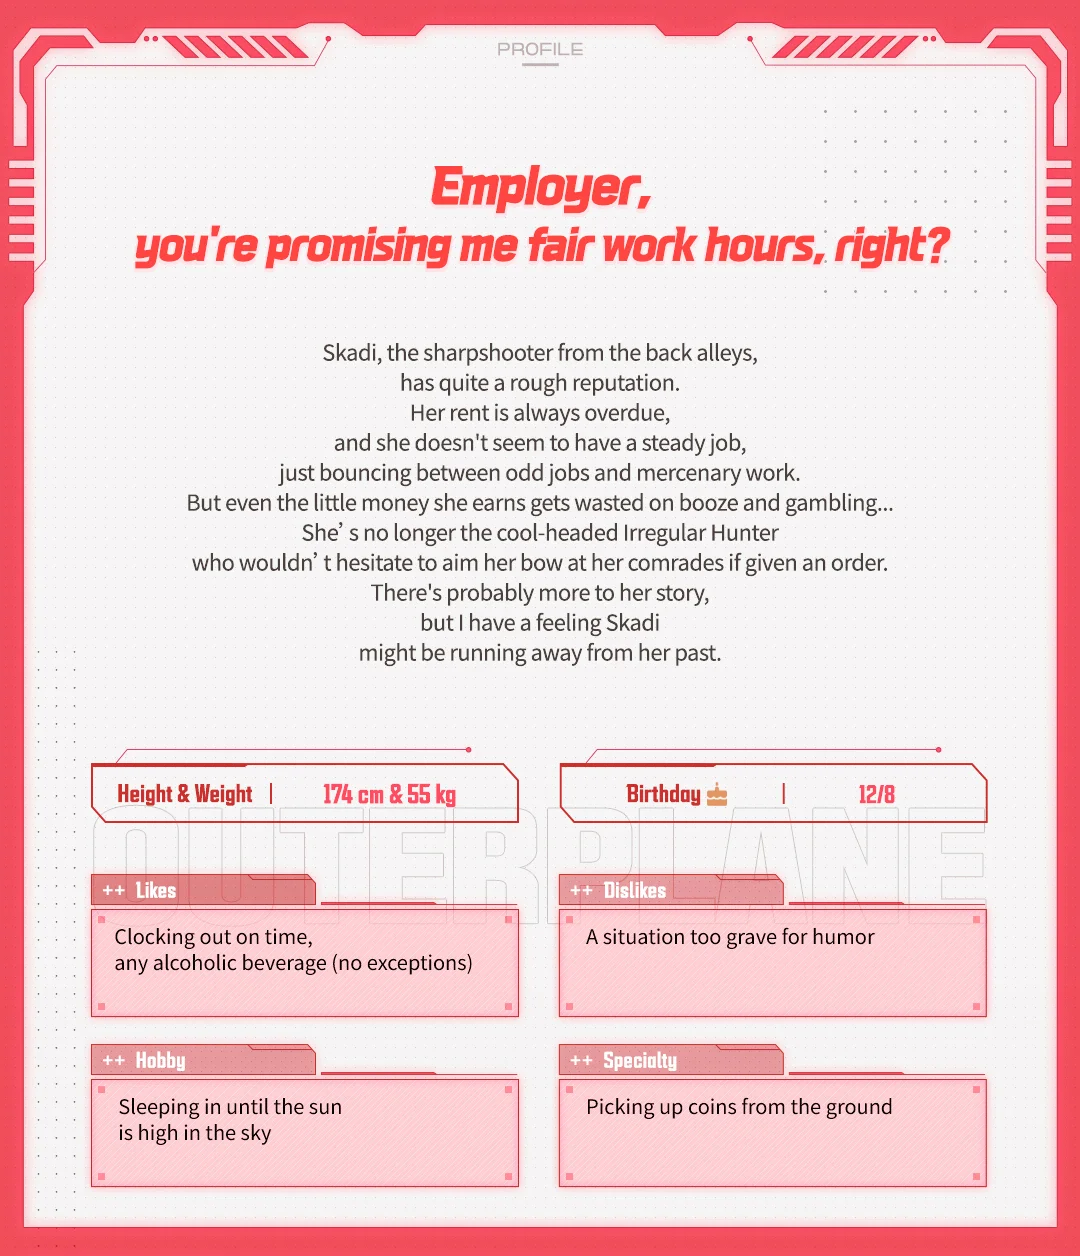 PROFILE
Employer,
you're promising me fair work hours, right?
Skadi, the sharpshooter from the back alleys,
has quite a rough reputation.
Her rent is always overdue,
and she doesn't seem to have a steady job,
just bouncing between odd jobs and mercenary work.
But even the little money she earns gets wasted on booze and gambling...
She’s no longer the cool-headed Irregular Hunter
who wouldn’t hesitate to aim her bow at her comrades if given an order.
There's probably more to her story,
but I have a feeling Skadi
might be running away from her past.
Height & Weight | 174 cm & 55 kg
Birthday 🎂 | 12/8
OUTERPLANE
++ Likes
Clocking out on time,
any alcoholic beverage (no exceptions)
++ Dislikes
A situation too grave for humor
++ Hobby
Sleeping in until the sun
is high in the sky
++ Specialty
Picking up coins from the ground